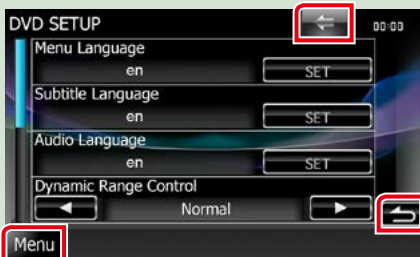 DVD SETUP
00:00
Menu Language
en
SET
Subtitle Language
en
SET
Audio Language
en
SET
Dynamic Range Control
Normal
Menu